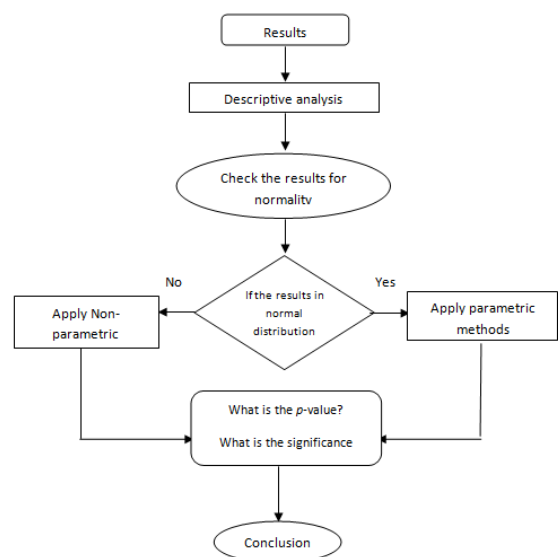 Results
Descriptive analysis
Check the results for
normality
No
Yes
If the results in
normal
distribution
Apply Non-
parametric
Apply parametric
methods
What is the p-value?
What is the significance
Conclusion